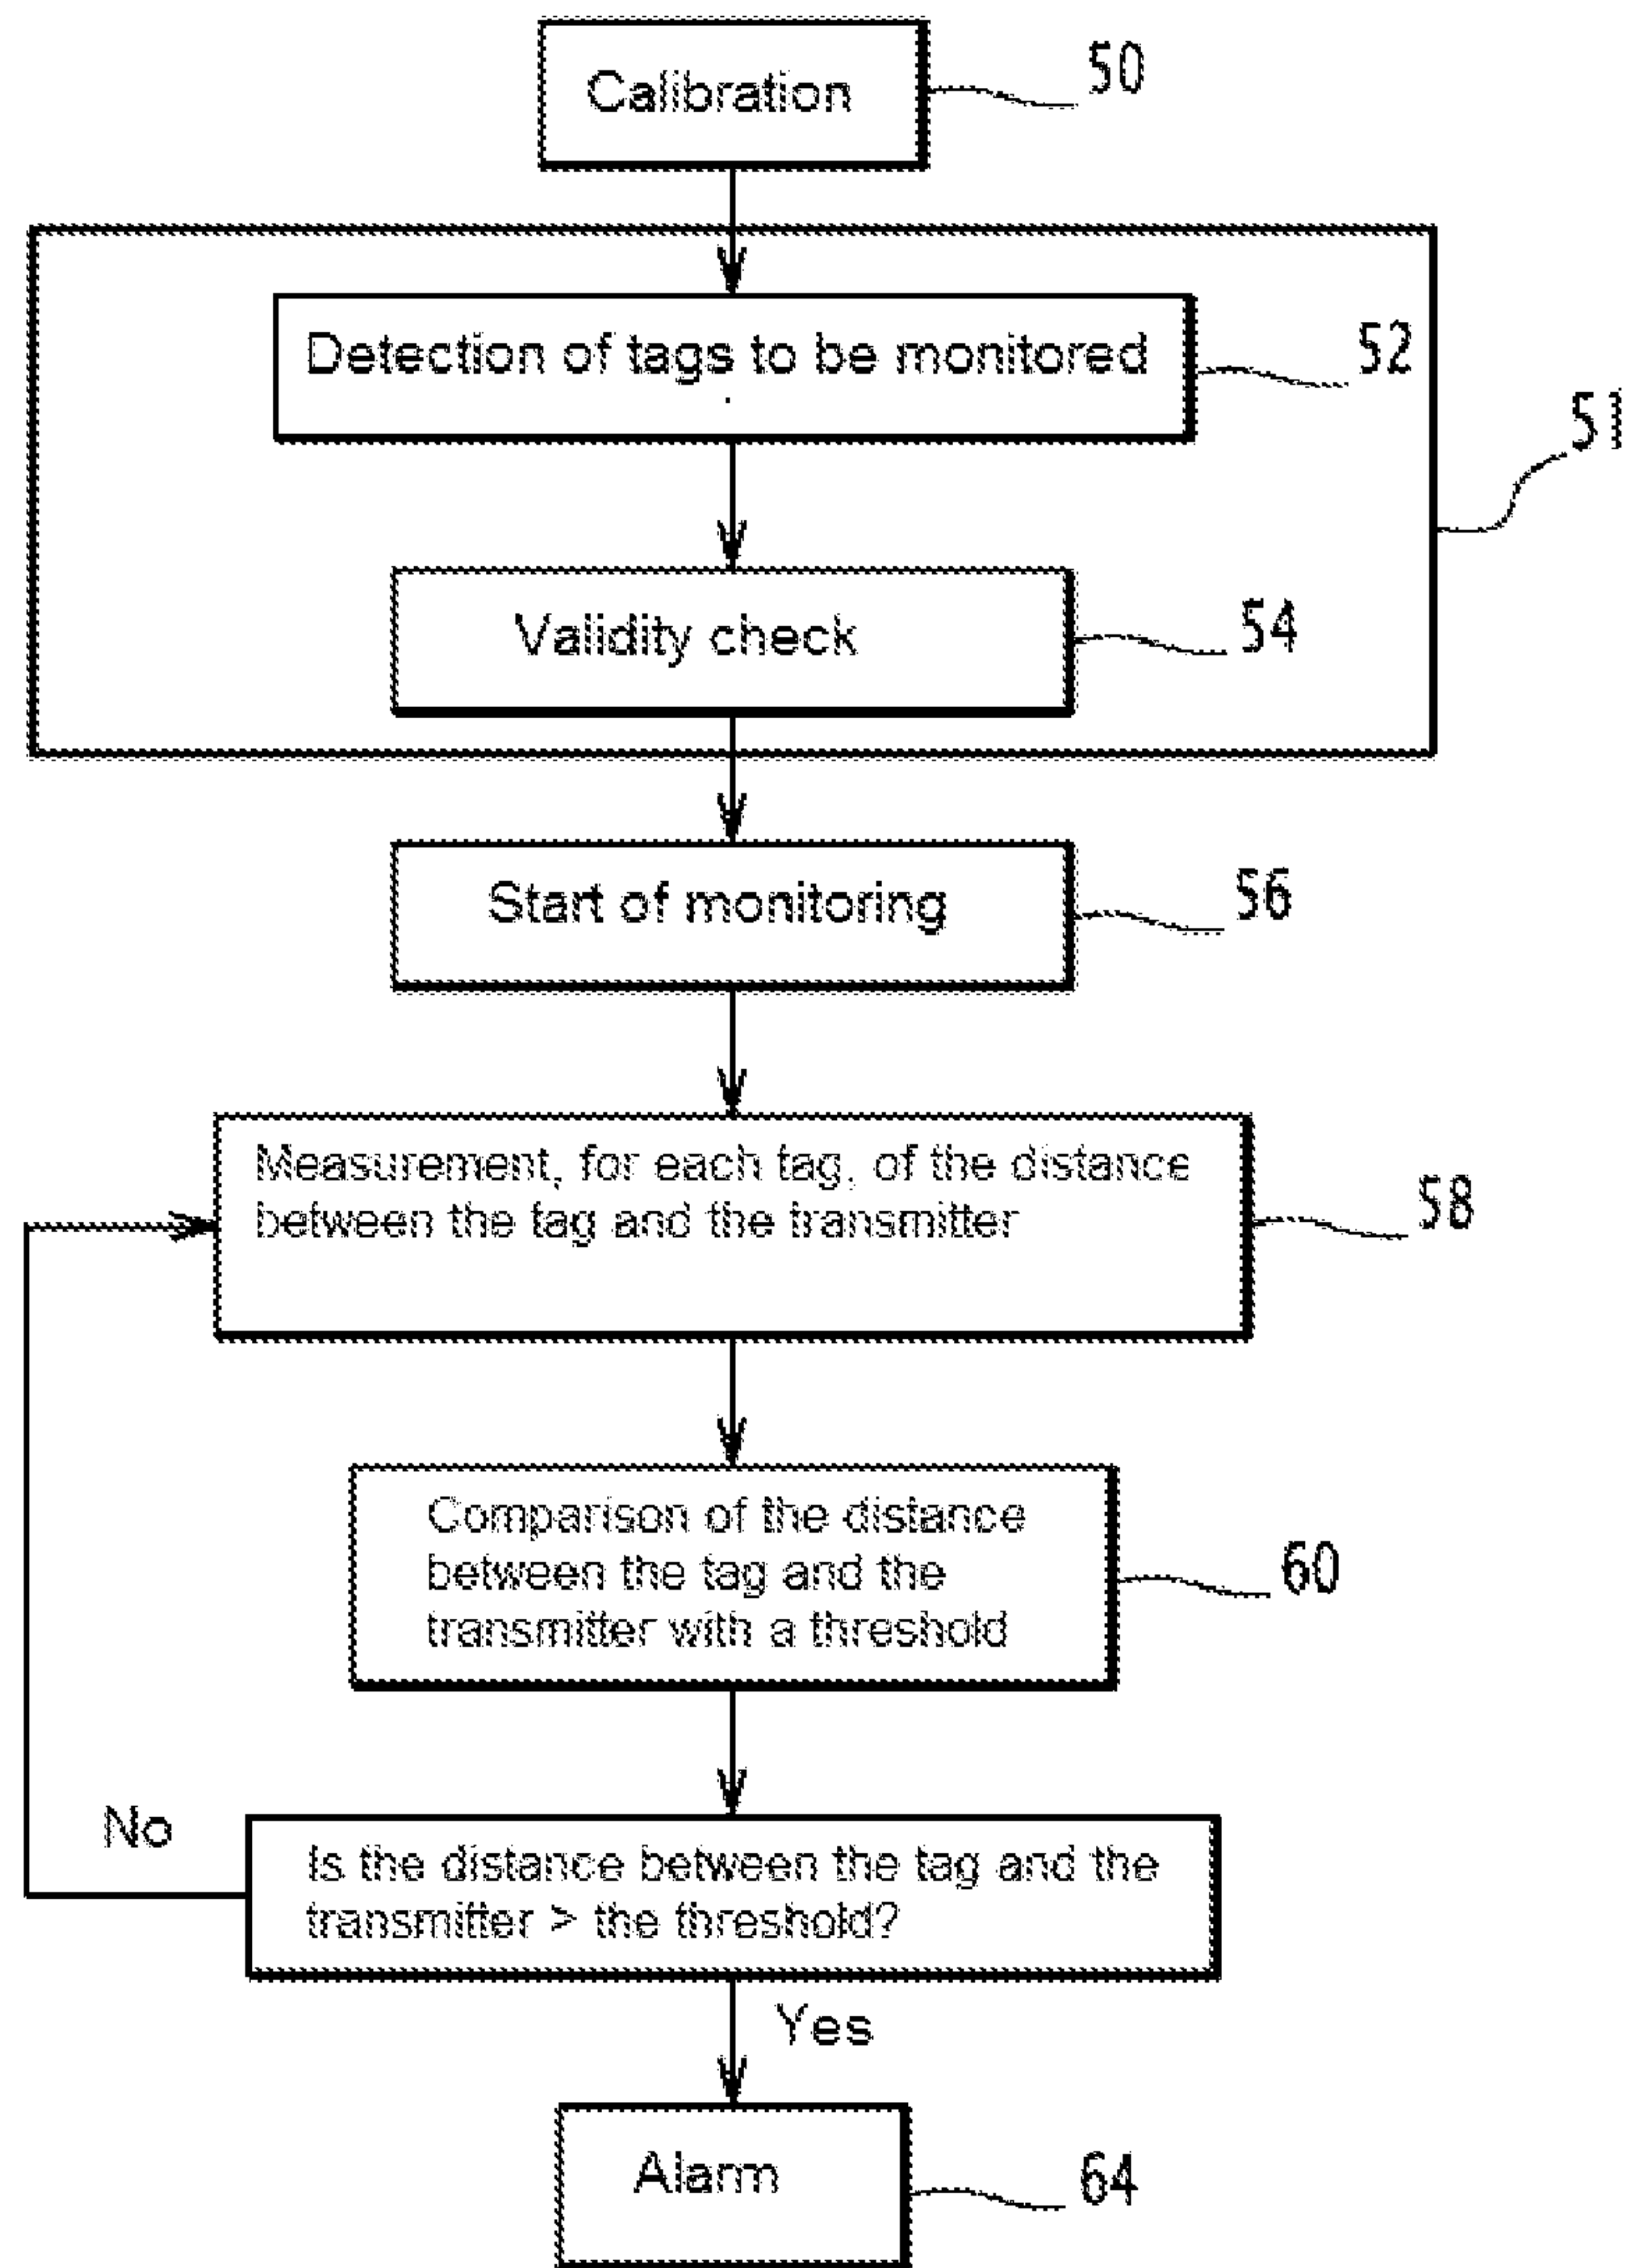 Calibration
50
Detection of tags to be monitored
52
51
Validity check
54
Start of monitoring
56
Measurement, for each tag, of the distance
between the tag and the transmitter
58
Comparison of the distance
between the tag and the
transmitter with a threshold
60
No
Is the distance between the tag and the
transmitter > the threshold?
Yes
Alarm
64